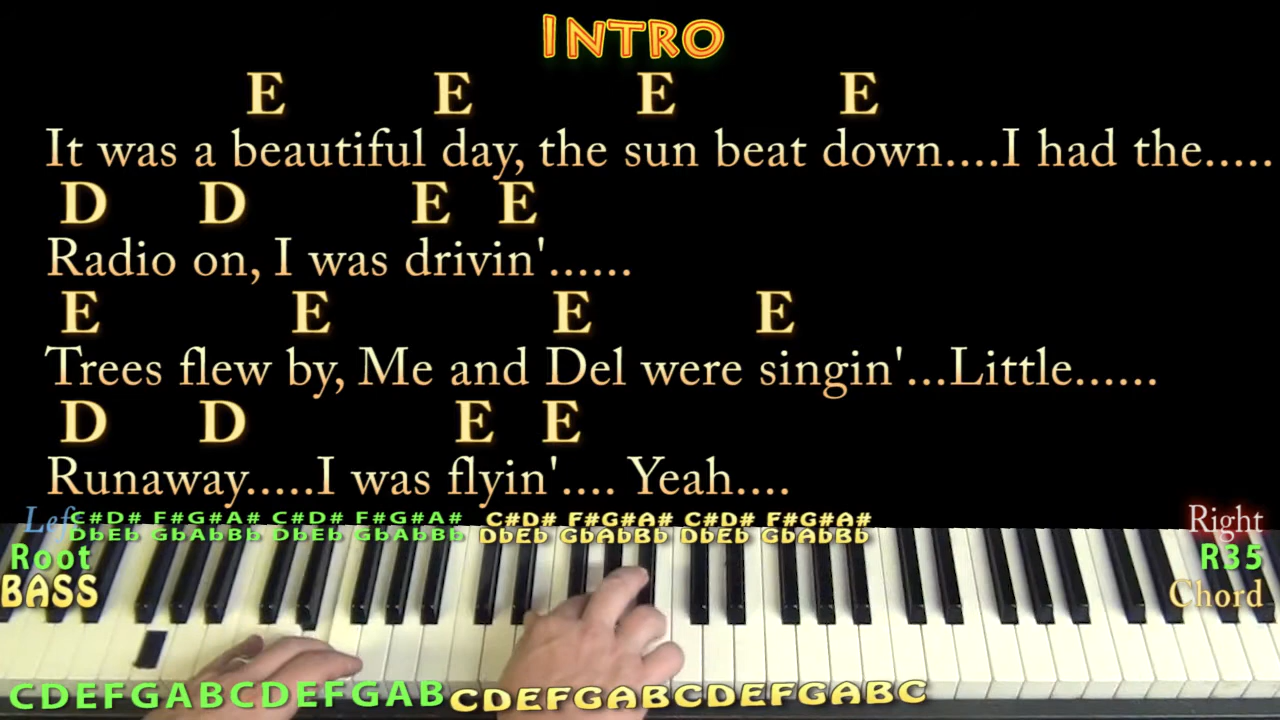 INTRO
E E E E
It was a beautiful day, the sun beat down....I had the.....
D D E E
Radio on, I was drivin'......
E E E E
Trees flew by, Me and Del were singin'...Little......
D D E E
Runaway.....I was flyin'.... Yeah....
Left C#D# F#G#A# C#D# F#G#A# C#D# F#G#A# C#D# F#G#A# Right
DbEb GbAbBb DbEb GbAbBb DbEb GbAbBb DbEb GbAbBb
Root R35
BASS Chord
CDEFGABCDEFGAB CDEFGABCDEFGABC